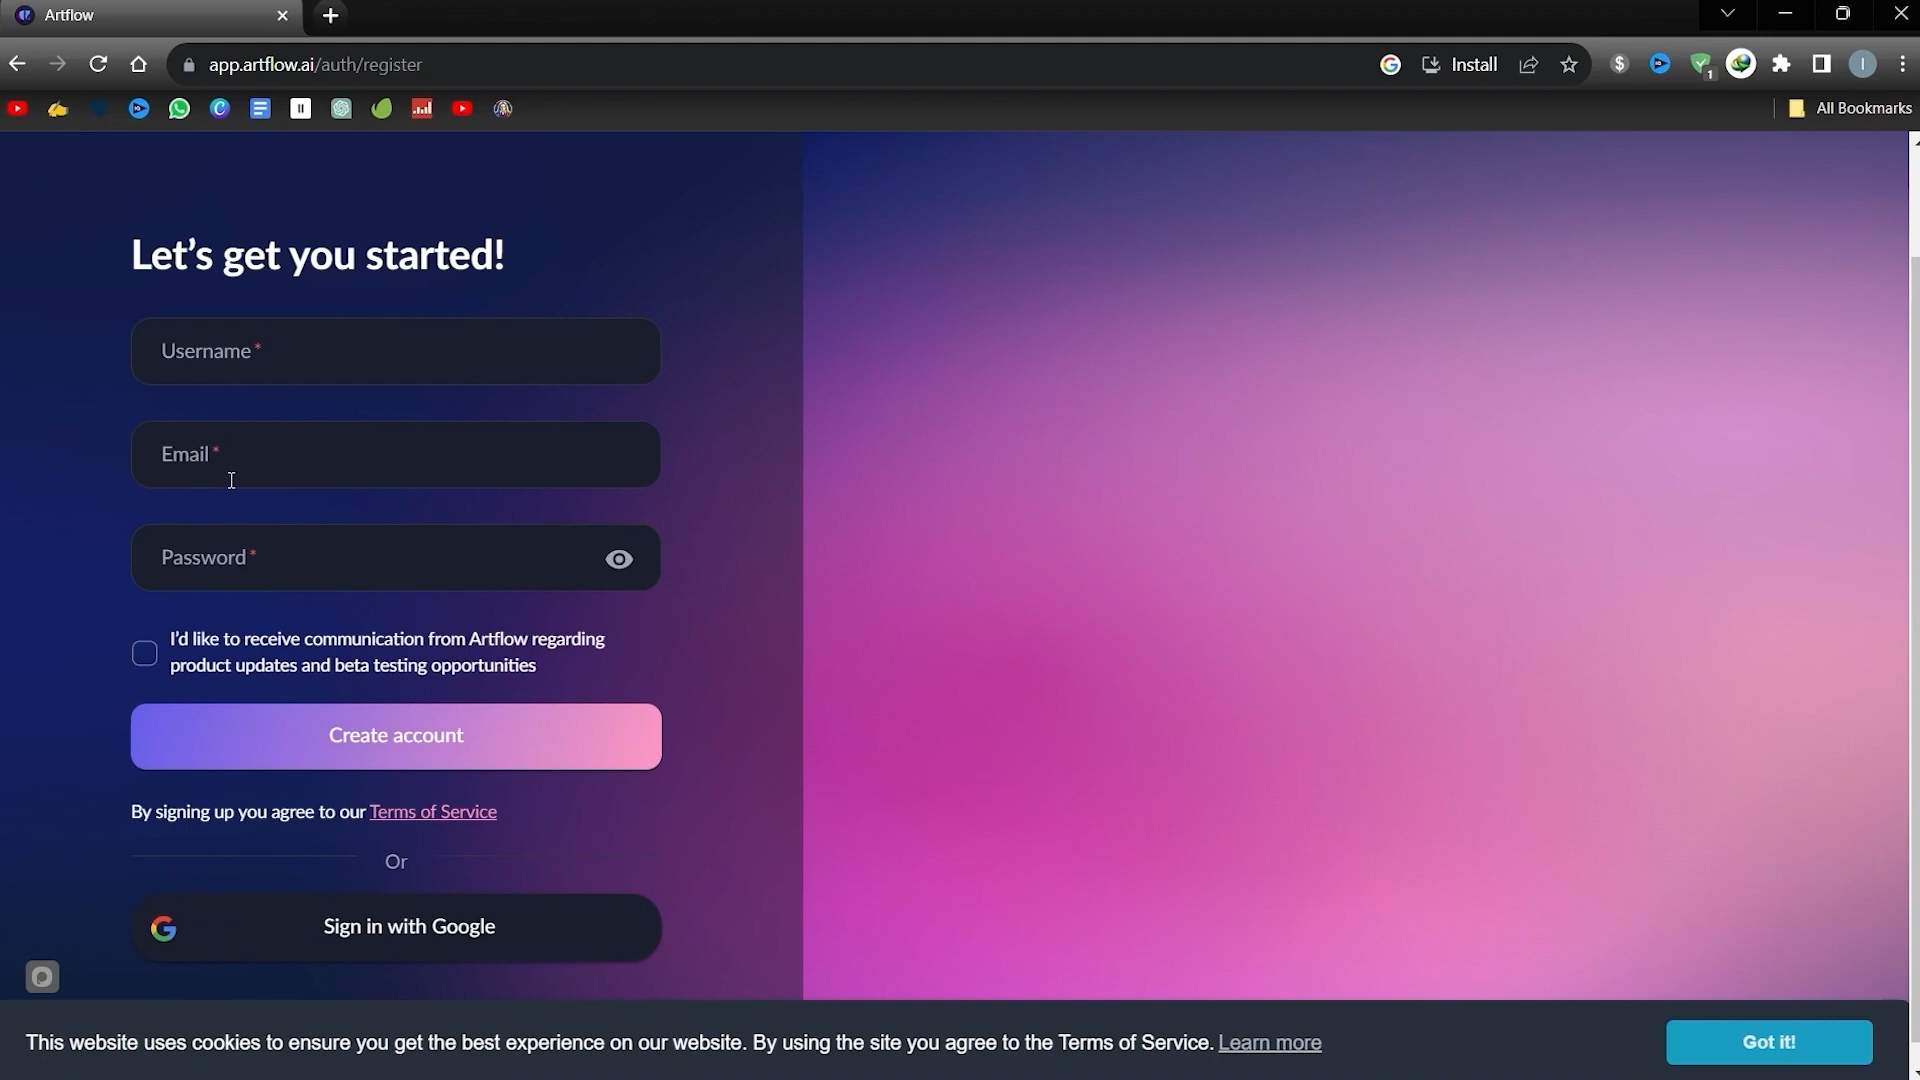 Artflow
app.artflow.ai/auth/register
Install
1
I
All Bookmarks
Let's get you started!
Username *
Email *
Password *
I'd like to receive communication from Artflow regarding
product updates and beta testing opportunities
Create account
By signing up you agree to our Terms of Service
Or
Sign in with Google
This website uses cookies to ensure you get the best experience on our website. By using the site you agree to the Terms of Service. Learn more
Got it!